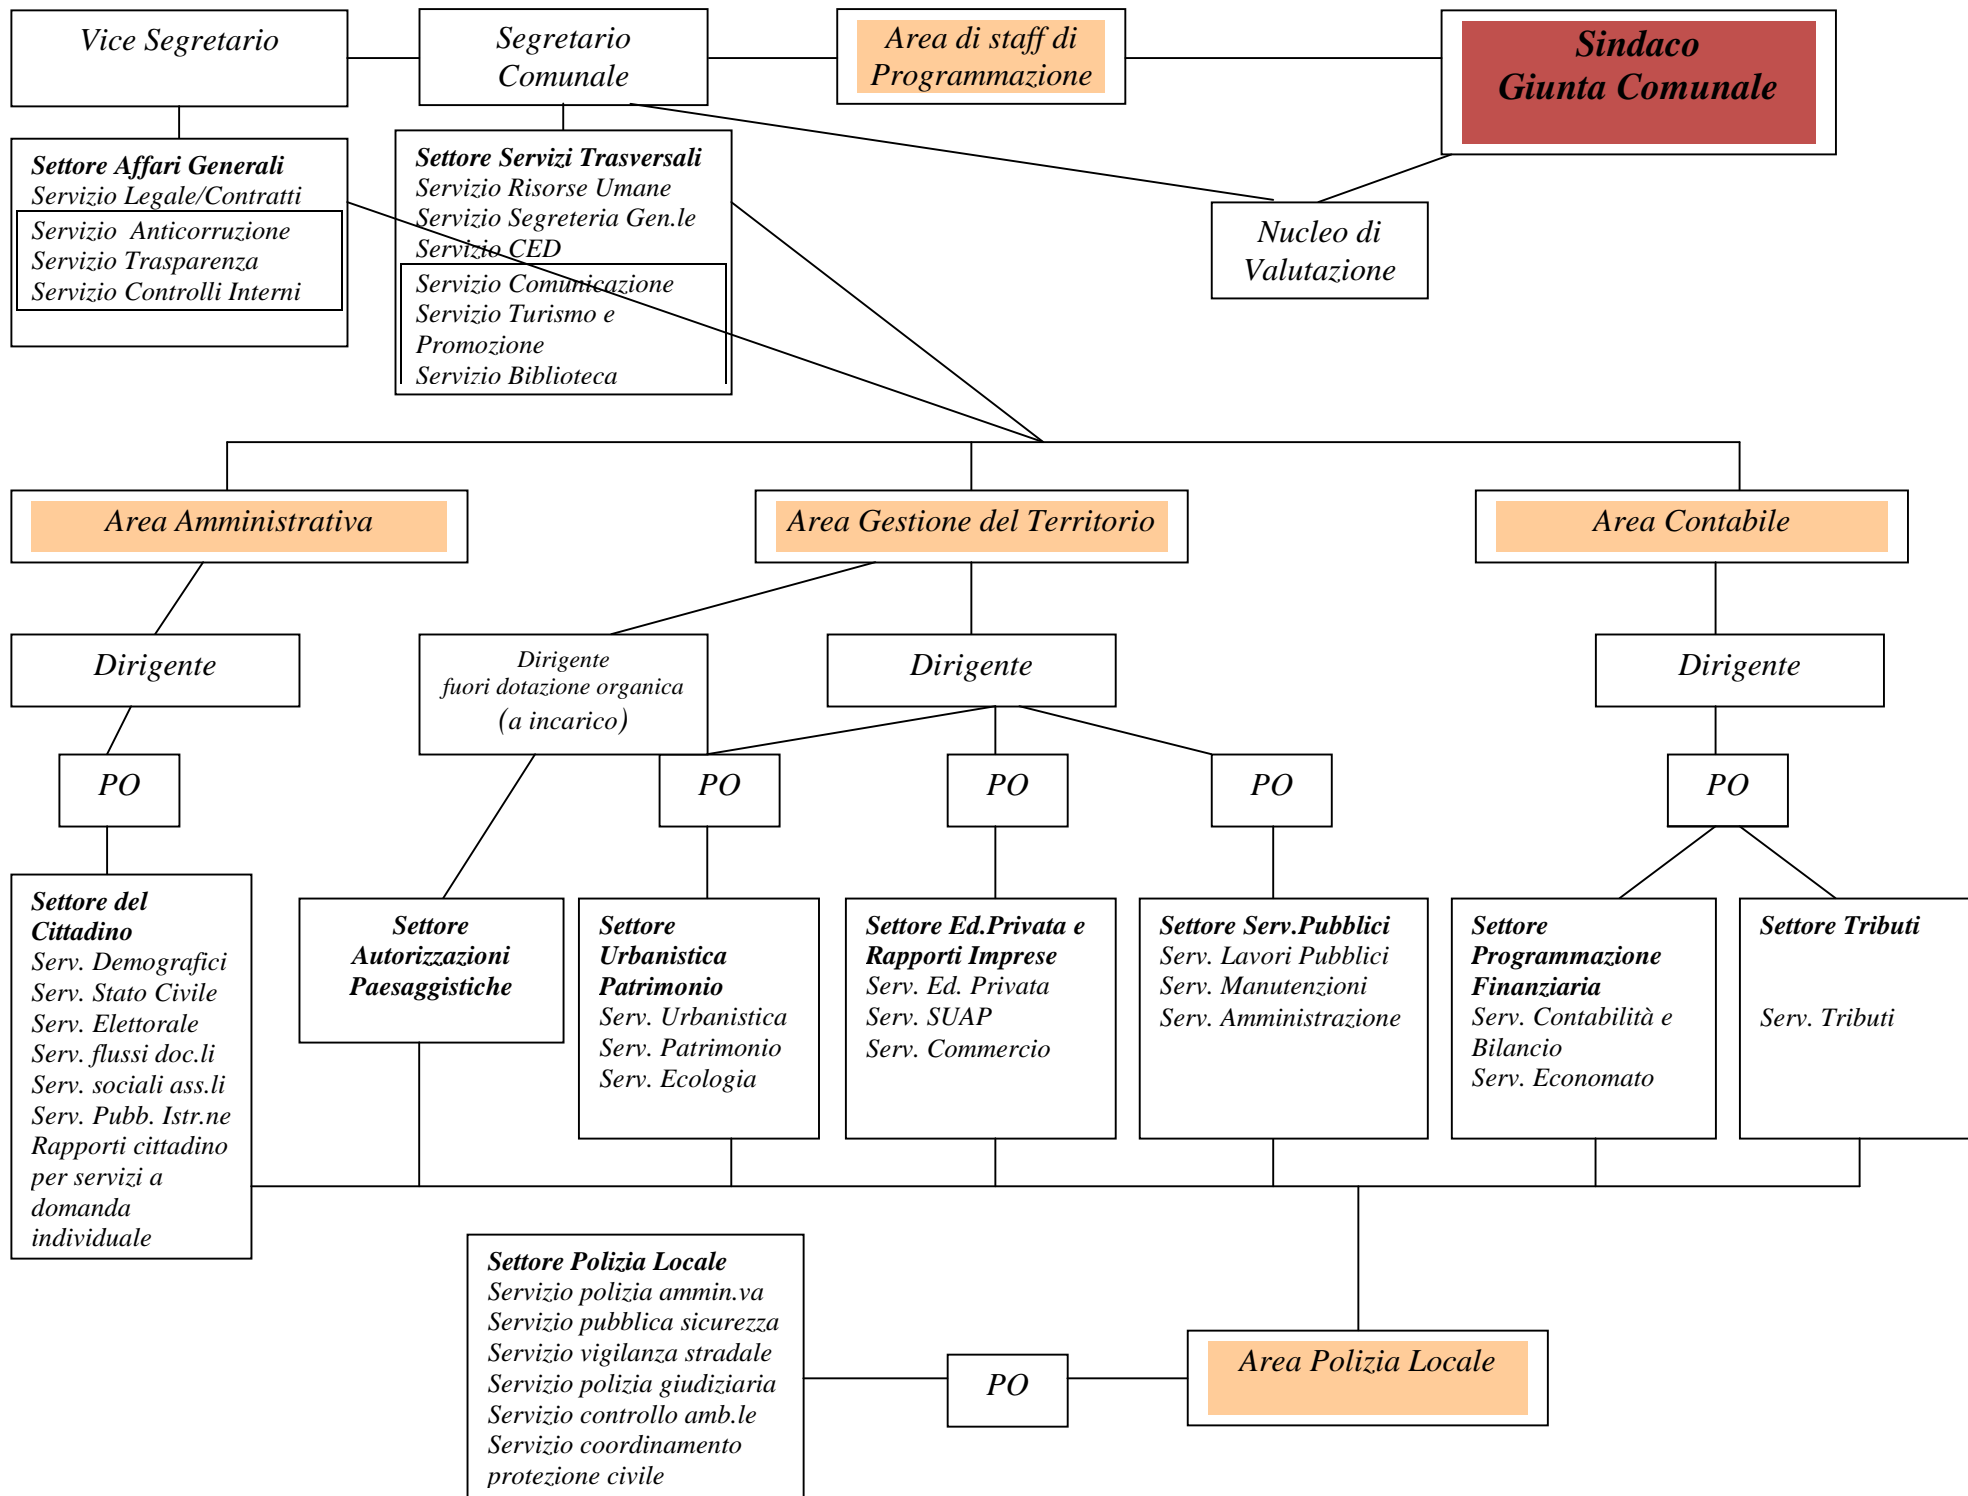 Vice Segretario
Segretario
Comunale
Area di staff di
Programmazione
Sindaco
Giunta Comunale
Settore Affari Generali
Servizio Legale/Contratti
Servizio  Anticorruzione
Servizio Trasparenza
Servizio Controlli Interni
Settore Servizi Trasversali
Servizio Risorse Umane
Servizio Segreteria Gen.le
Servizio CED
Servizio Comunicazione
Servizio Turismo e
Promozione
Servizio Biblioteca
Nucleo di
Valutazione
Area Amministrativa
Area Gestione del Territorio
Area Contabile
Dirigente
Dirigente
fuori dotazione organica
(a incarico)
Dirigente
Dirigente
PO
PO
PO
PO
PO
Settore del
Cittadino
Serv. Demografici
Serv. Stato Civile
Serv. Elettorale
Serv. flussi doc.li
Serv. sociali ass.li
Serv. Pubb. Istr.ne
Rapporti cittadino
per servizi a
domanda
individuale
Settore
Autorizzazioni
Paesaggistiche
Settore
Urbanistica
Patrimonio
Serv. Urbanistica
Serv. Patrimonio
Serv. Ecologia
Settore Ed.Privata e
Rapporti Imprese
Serv. Ed. Privata
Serv. SUAP
Serv. Commercio
Settore Serv.Pubblici
Serv. Lavori Pubblici
Serv. Manutenzioni
Serv. Amministrazione
Settore
Programmazione
Finanziaria
Serv. Contabilità e
Bilancio
Serv. Economato
Settore Tributi
Serv. Tributi
Settore Polizia Locale
Servizio polizia ammin.va
Servizio pubblica sicurezza
Servizio vigilanza stradale
Servizio polizia giudiziaria
Servizio controllo amb.le
Servizio coordinamento
protezione civile
PO
Area Polizia Locale